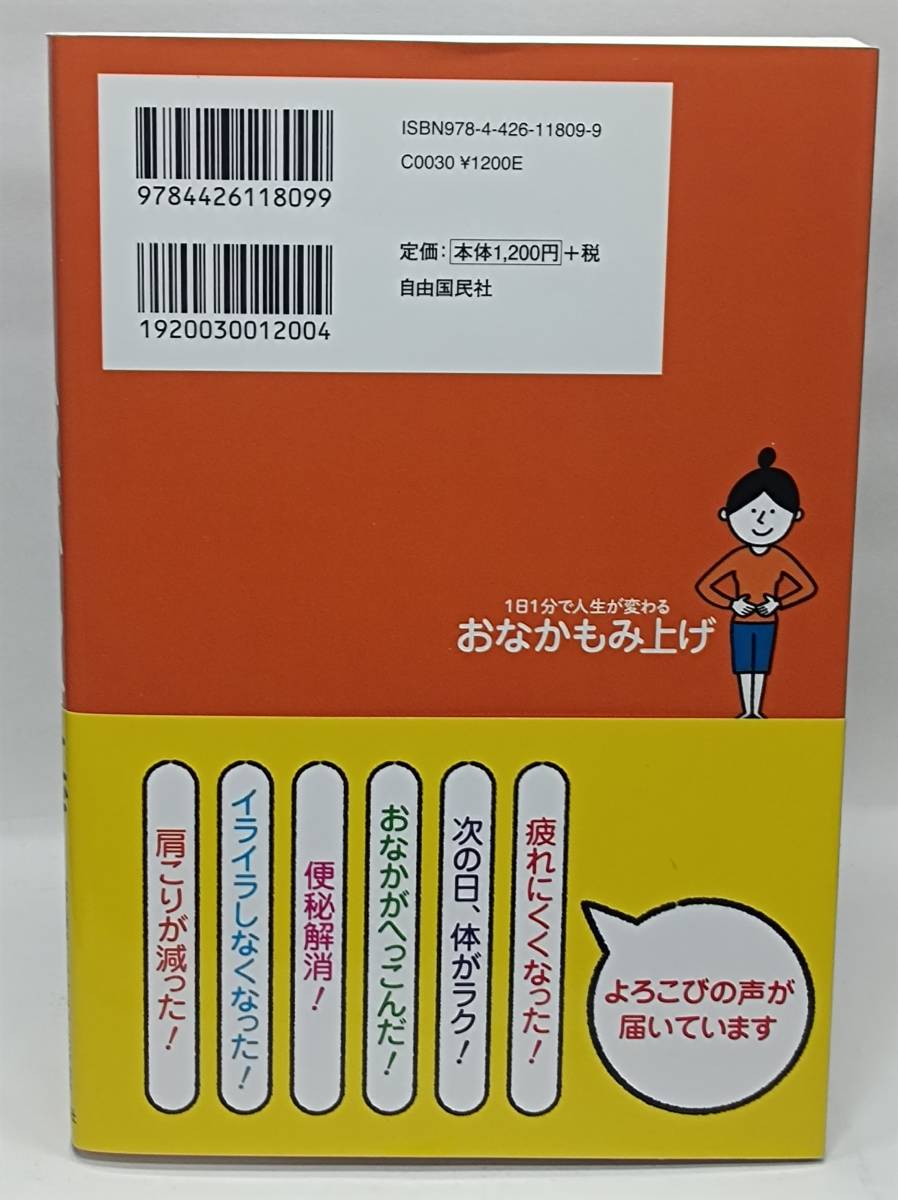 ISBN978-4-426-11809-9
C0030 ¥1200E
9784426118099
定価：本体1,200円+税
自由国民社
1920030012004
1日1分で人生が変わる
おなかもみ上げ
よろこびの声が
届いています
疲れにくくなった！
次の日、体がラク！
おなかがへっこんだ！
便秘解消！
イライラしなくなった！
肩こりが減った！